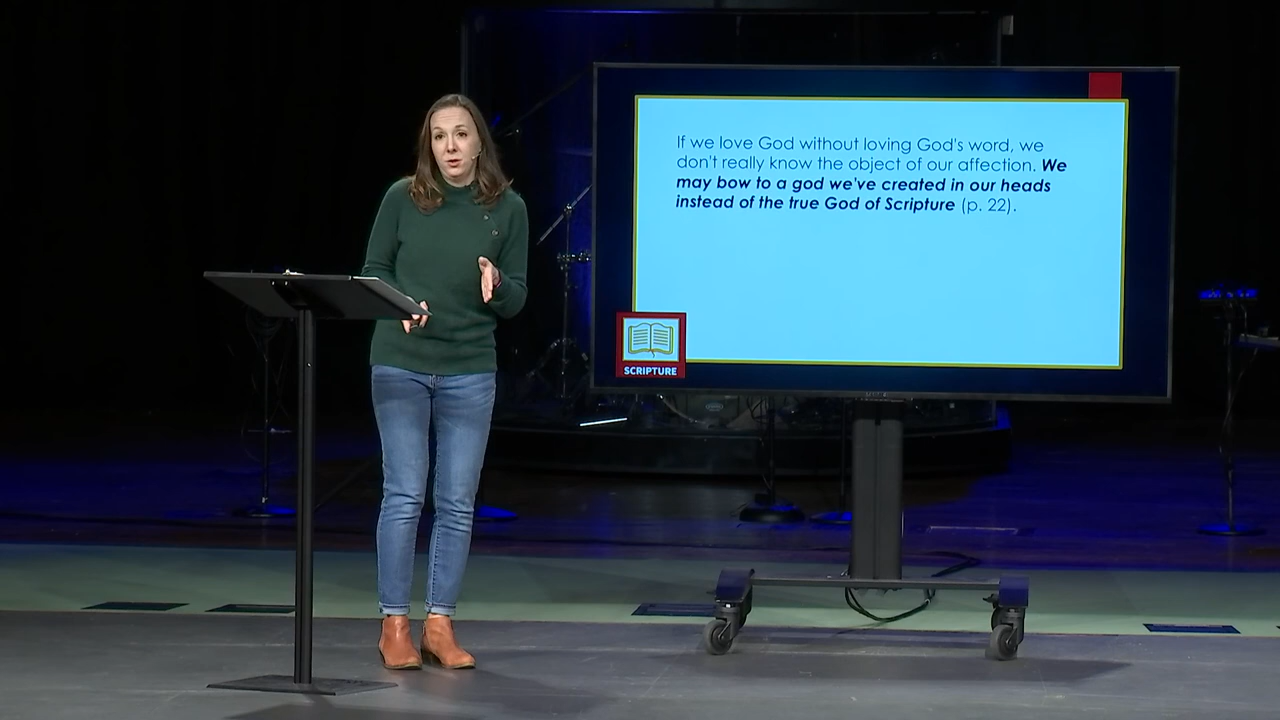 If we love God without loving God's word, we
don't really know the object of our affection. We
may bow to a god we've created in our heads
instead of the true God of Scripture (p. 22).
SCRIPTURE